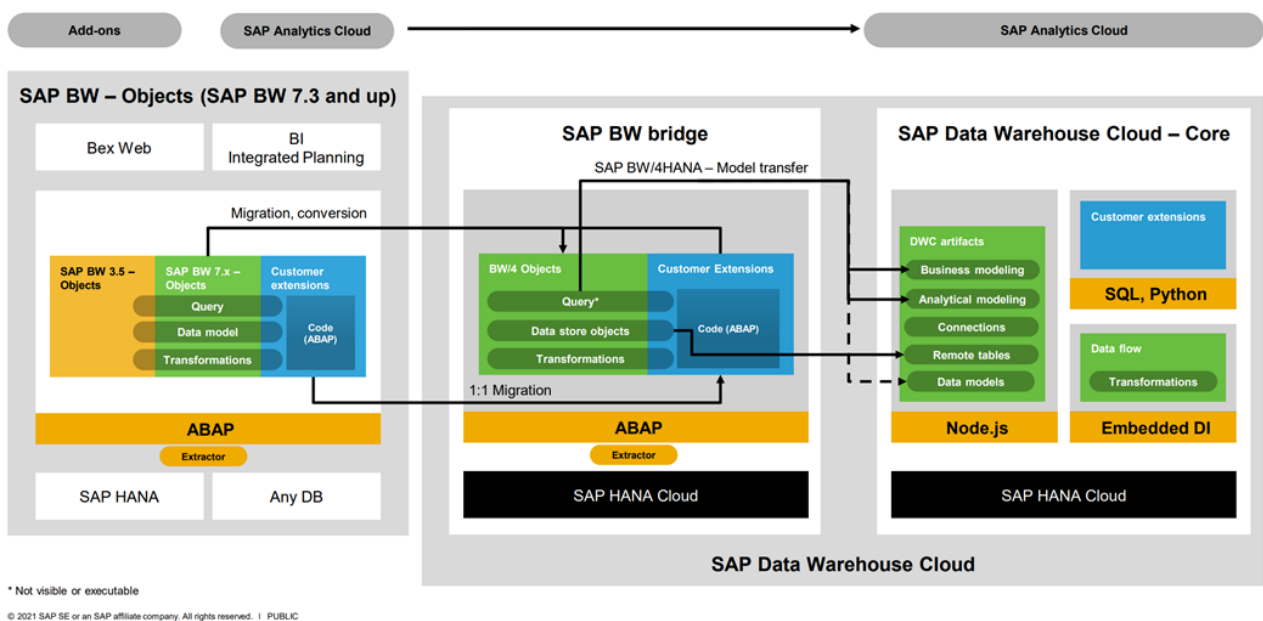 Add-ons
SAP Analytics Cloud
SAP Analytics Cloud
SAP BW – Objects (SAP BW 7.3 and up)
Bex Web
BI
Integrated Planning
Migration, conversion
SAP BW 3.5 –
Objects
SAP BW 7.x –
Objects
Customer
extensions
Query
Data model
Transformations
Code
(ABAP)
1:1 Migration
ABAP
Extractor
SAP HANA
Any DB
SAP BW bridge
SAP BW/4HANA – Model transfer
BW/4 Objects
Customer Extensions
Query*
Data store objects
Transformations
Code (ABAP)
ABAP
Extractor
SAP HANA Cloud
SAP Data Warehouse Cloud – Core
DWC artifacts
Business modeling
Analytical modeling
Connections
Remote tables
Data models
Node.js
Customer extensions
SQL, Python
Data flow
Transformations
Embedded DI
SAP HANA Cloud
SAP Data Warehouse Cloud
* Not visible or executable
© 2021 SAP SE or an SAP affiliate company. All rights reserved. I PUBLIC